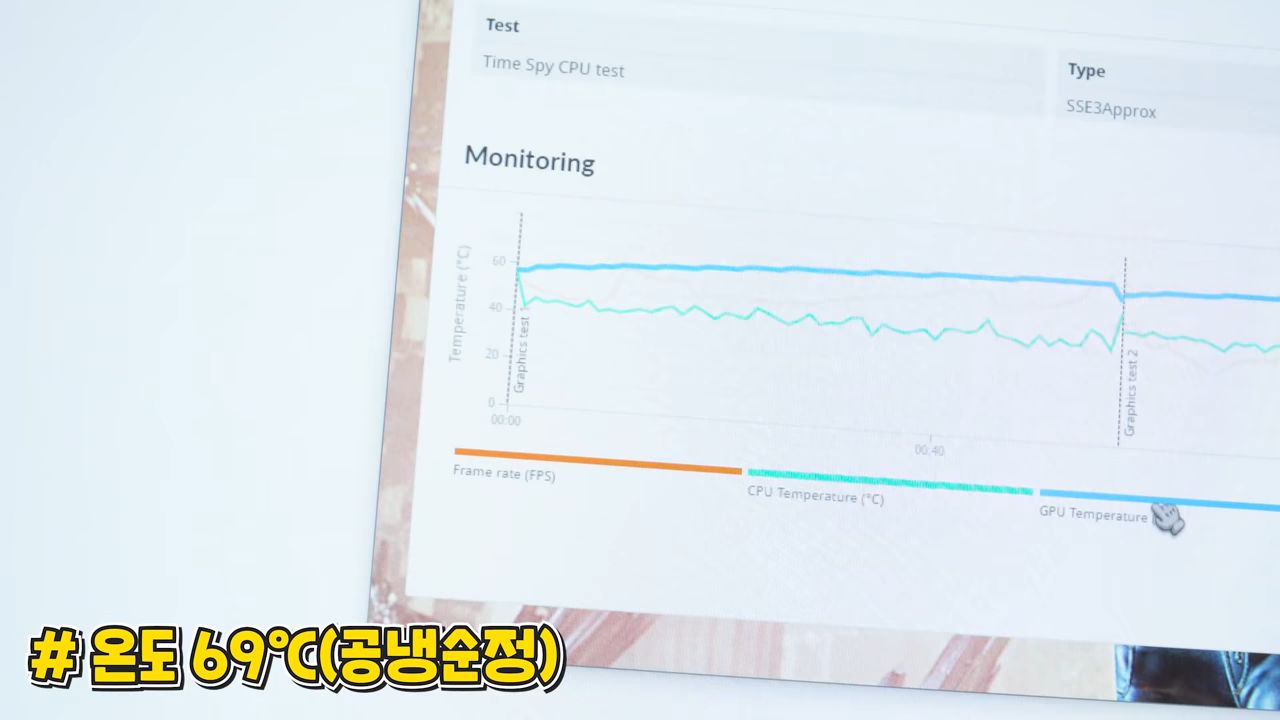 Test
Time Spy CPU test
Type
SSE3Approx
Monitoring
Temperature (°C)
60
40
20
0
Graphics test 1
Graphics test 2
00:00
00:40
Frame rate (FPS)
CPU Temperature (°C)
GPU Temperature
# 온도 69℃(공냉순정)